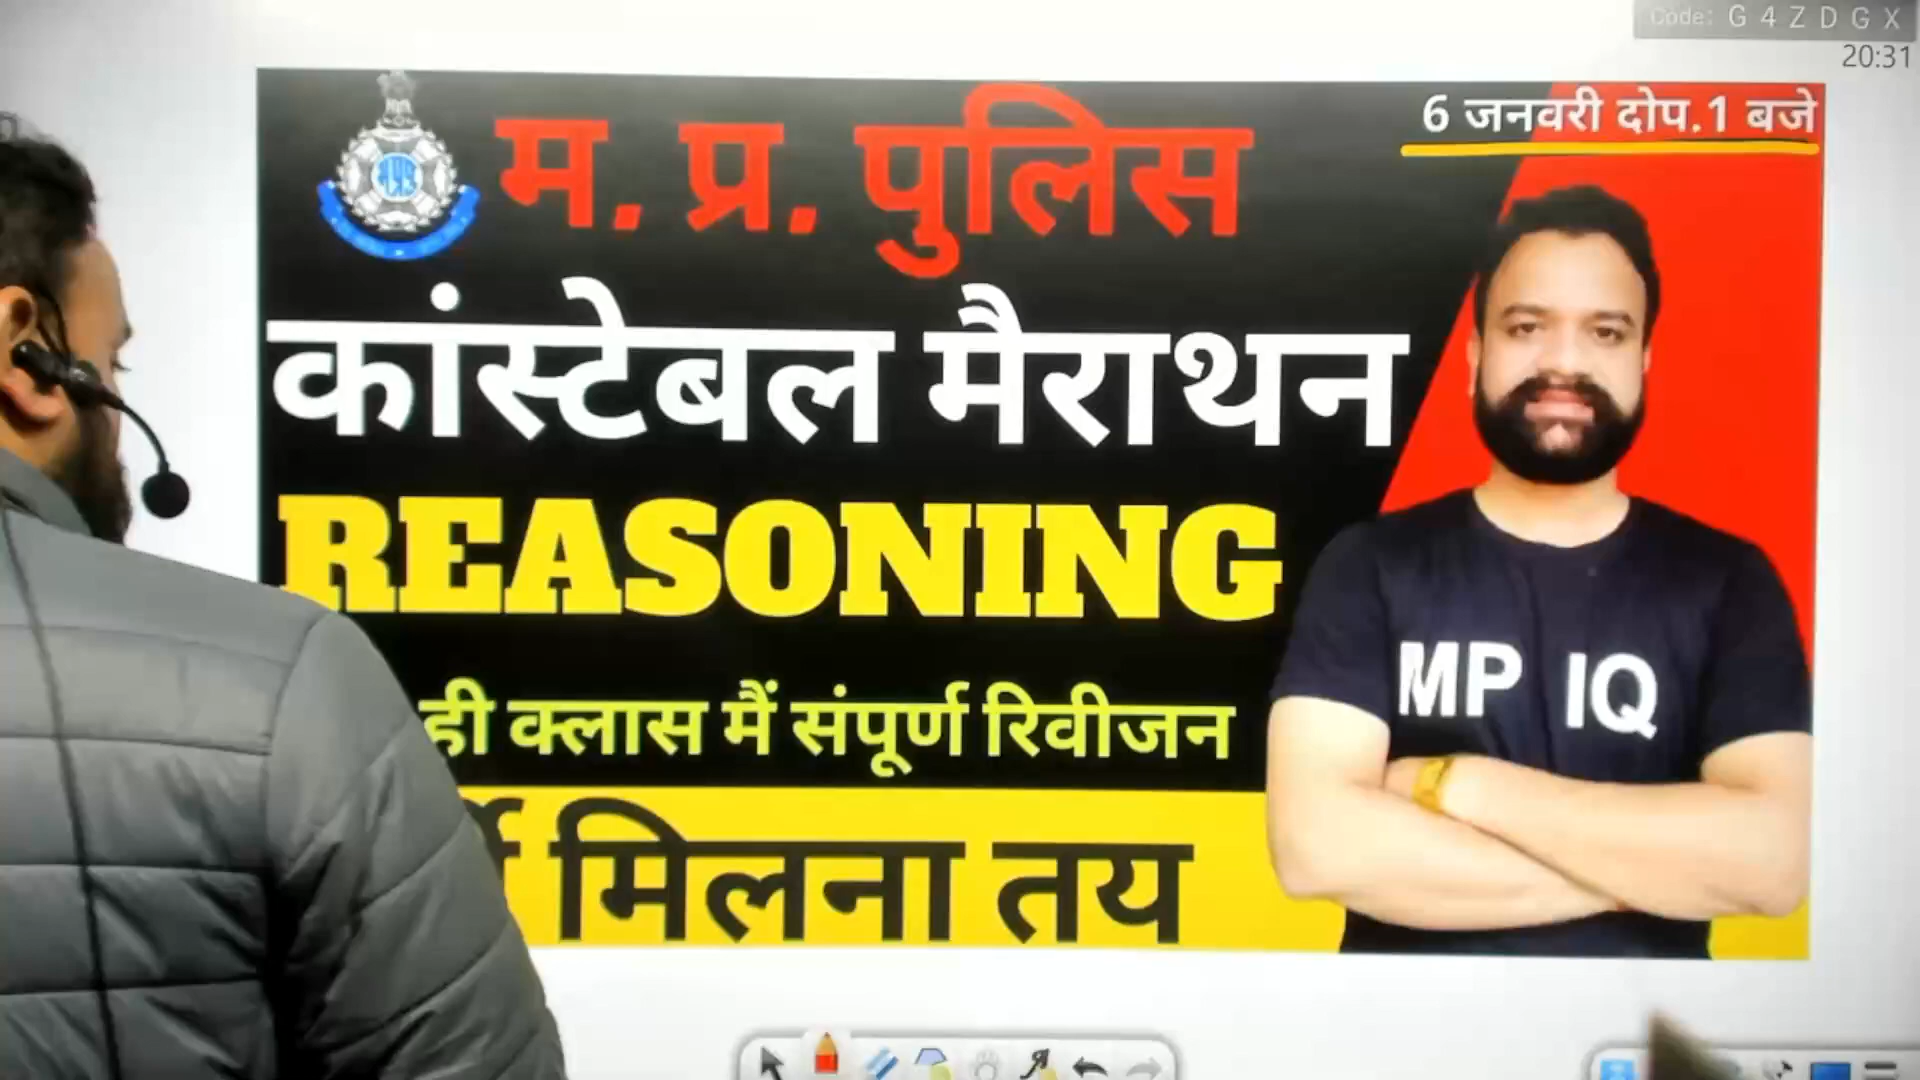 Code: G 4 Z D G X
20:31
6 जनवरी दोप.1 बजे
म. प्र. पुलिस
कांस्टेबल मैराथन
REASONING
ही क्लास मैं संपूर्ण रिवीजन
मिलना तय
MP IQ